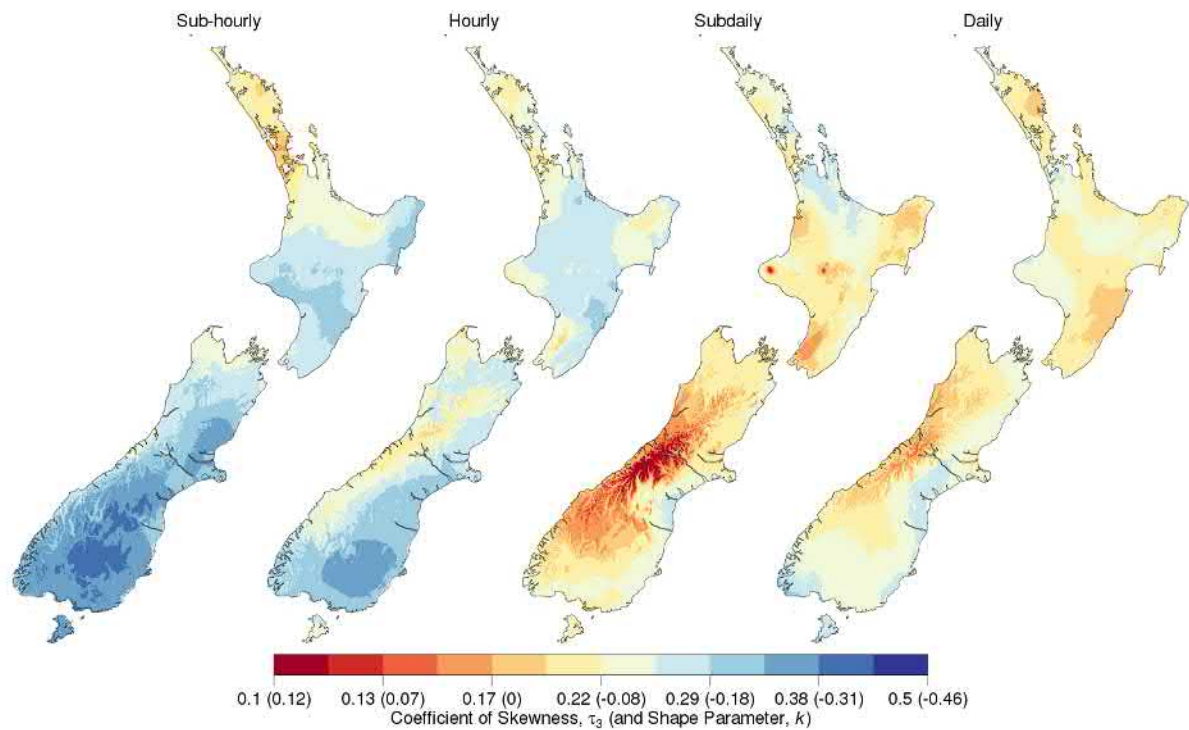 Sub-hourly Hourly Subdaily Daily
0.1 (0.12) 0.13 (0.07) 0.17 (0) 0.22 (-0.08) 0.29 (-0.18) 0.38 (-0.31) 0.5 (-0.46)
Coefficient of Skewness, τ₃ (and Shape Parameter, k)